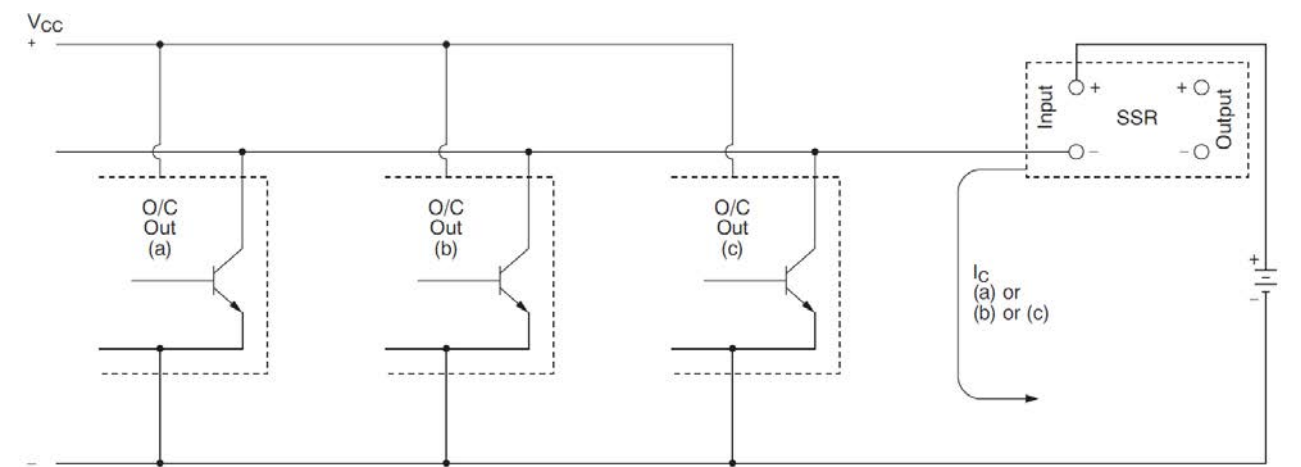 VCC
+
Input
+
+
SSR
Output
–
–
O/C
Out
(a)
O/C
Out
(b)
O/C
Out
(c)
IC
(a) or
(b) or (c)
+
–
–